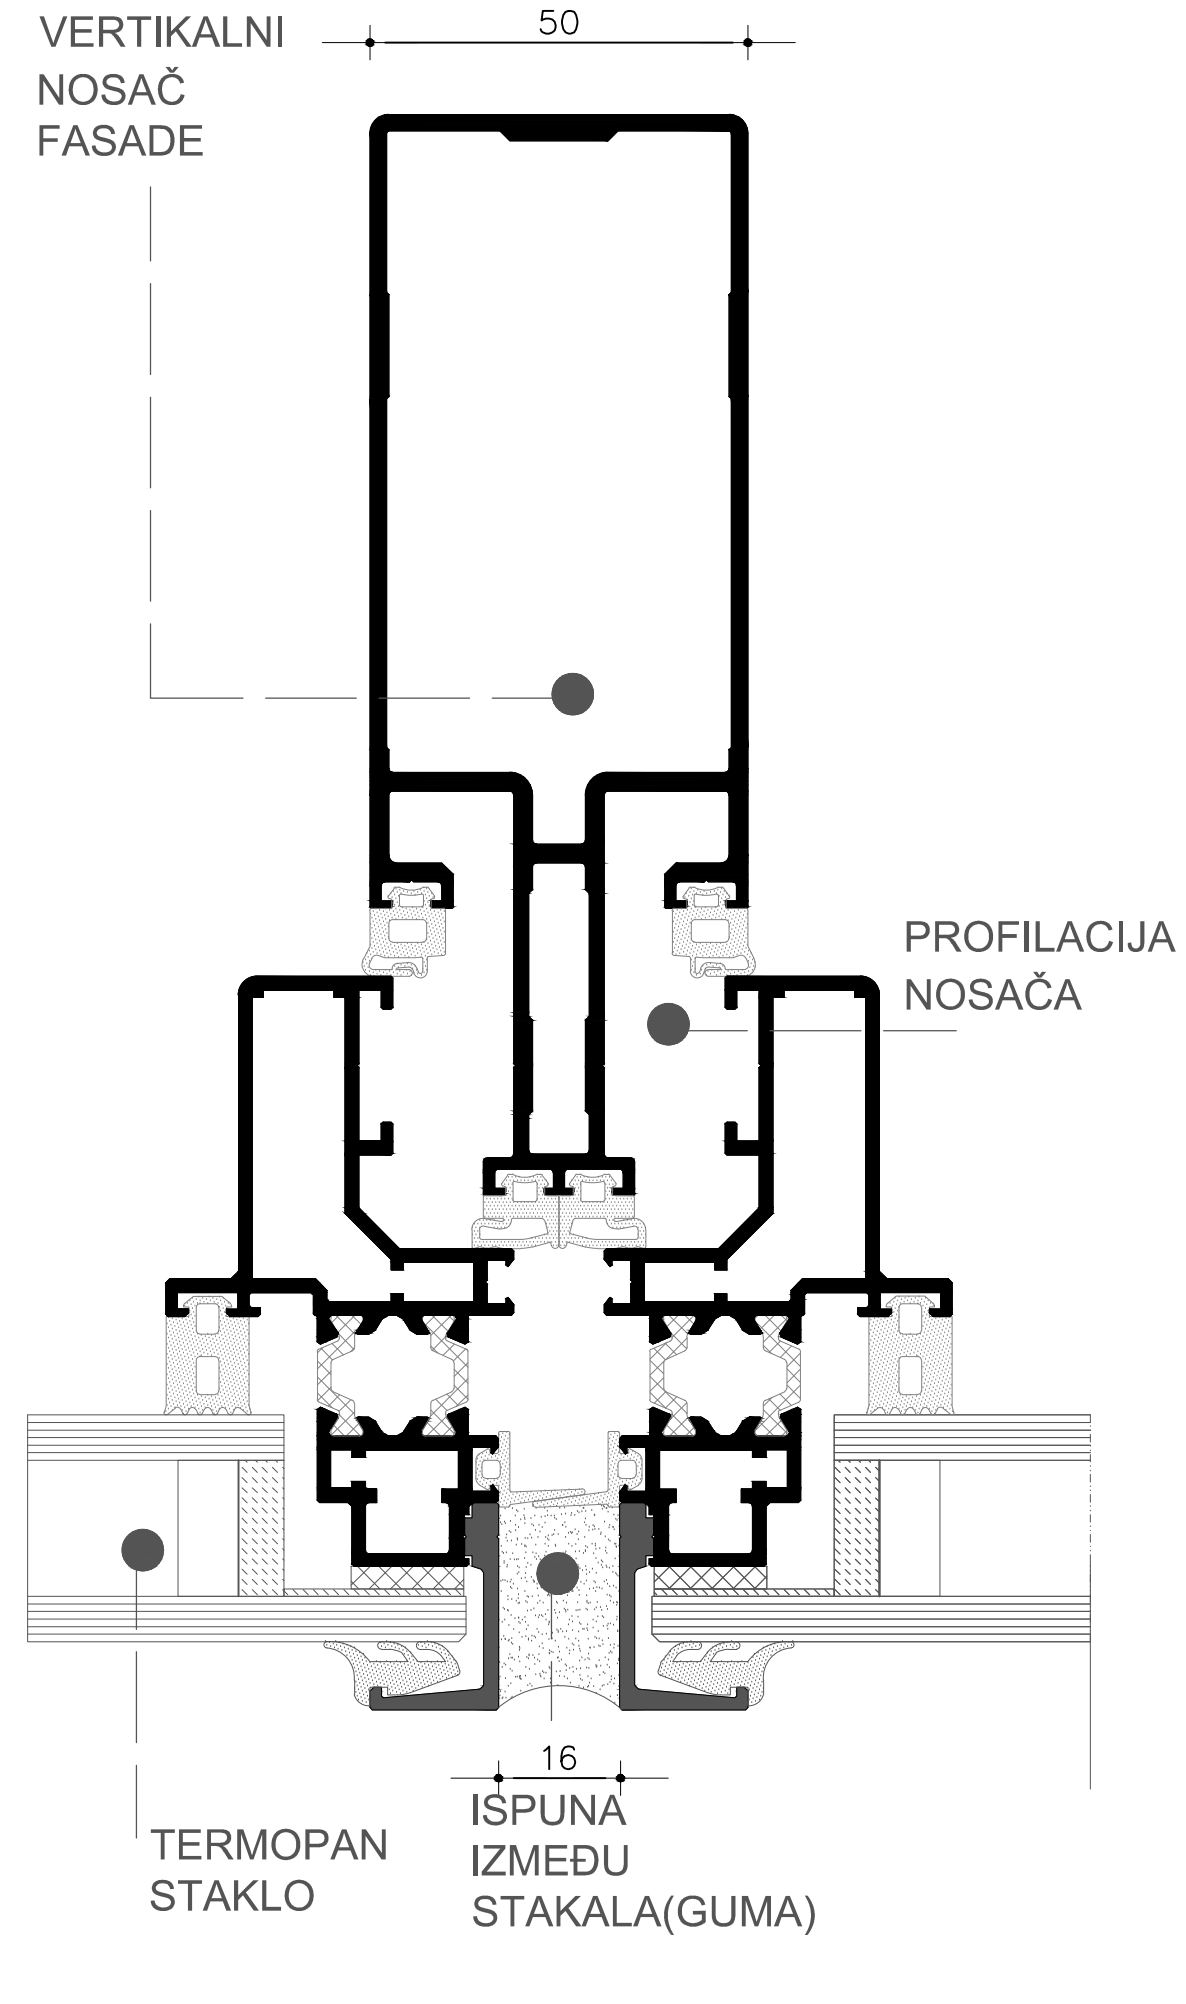 VERTIKALNI
NOSAČ
FASADE
50
PROFILACIJA
NOSAČA
16
ISPUNA
IZMEĐU
STAKALA(GUMA)
TERMOPAN
STAKLO